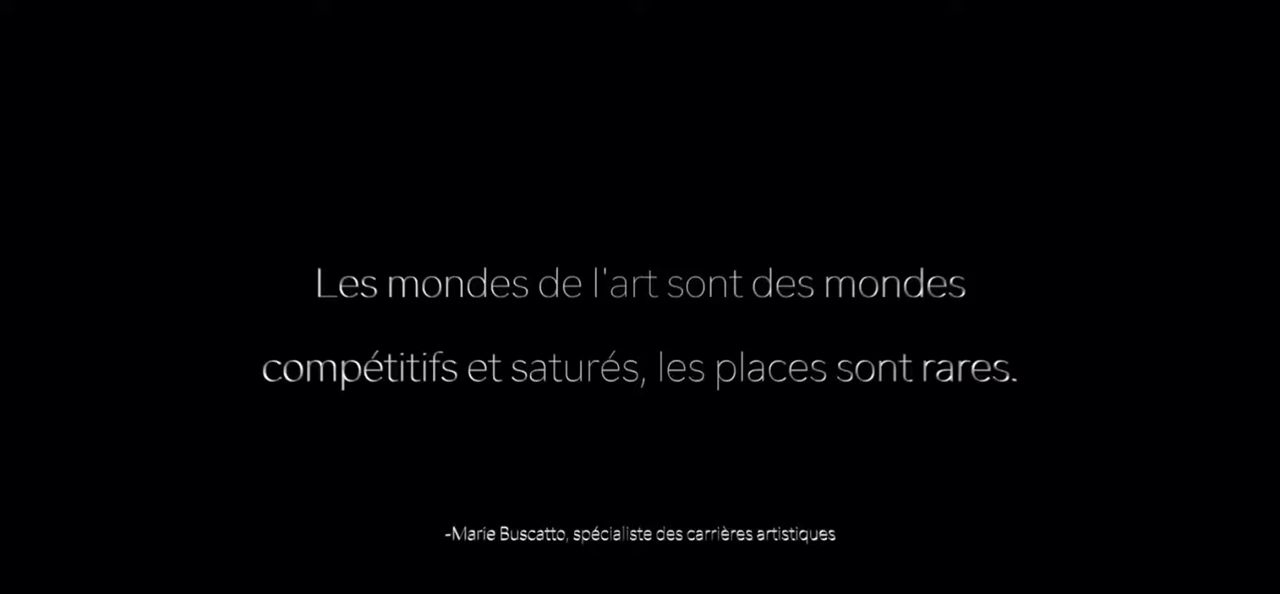 Les mondes de l'art sont des mondes
compétitifs et saturés, les places sont rares.
-Marie Buscatto, spécialiste des carrières artistiques